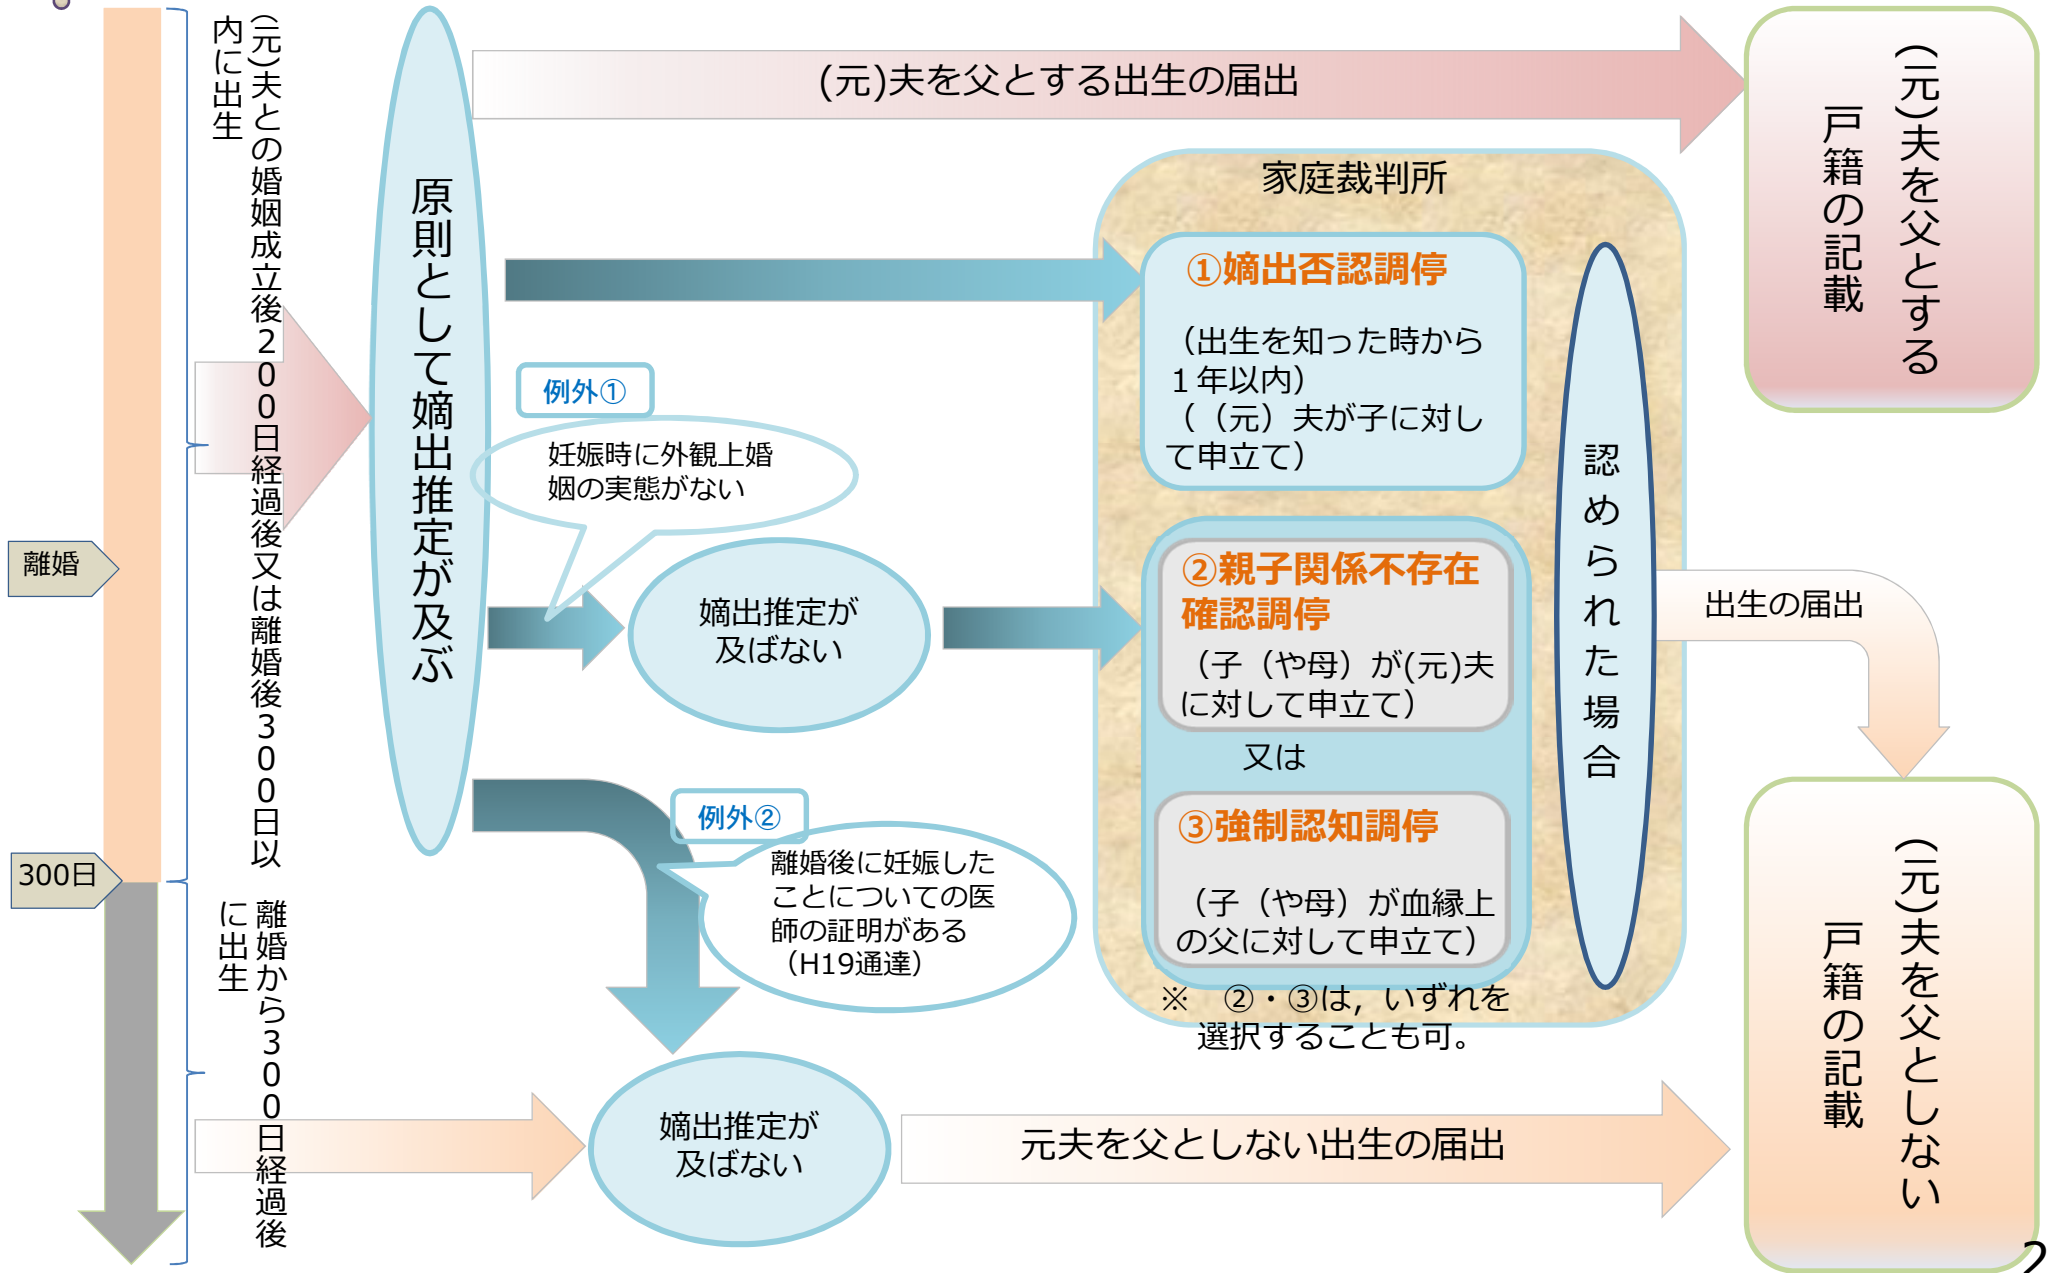 (元)夫との婚姻成立後200日経過後又は離婚後300日以
内に出生
離婚
300日
離婚から300日経過後
に出生
原則として嫡出推定が及ぶ
(元)夫を父とする出生の届出
(元)夫を父とする
戸籍の記載
家庭裁判所
①嫡出否認調停
（出生を知った時から
１年以内）
（（元）夫が子に対し
て申立て）
例外①
妊娠時に外観上婚
姻の実態がない
嫡出推定が
及ばない
②親子関係不存在
確認調停
（子（や母）が(元)夫
に対して申立て）
又は
③強制認知調停
（子（や母）が血縁上
の父に対して申立て）
※　②・③は，いずれを
選択することも可。
認められた場合
出生の届出
例外②
離婚後に妊娠した
ことについての医
師の証明がある
（H19通達）
嫡出推定が
及ばない
元夫を父としない出生の届出
(元)夫を父としない
戸籍の記載
2